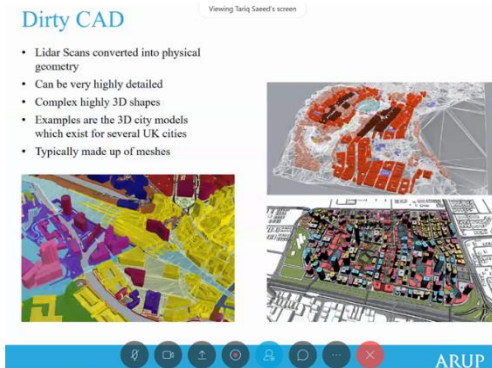 Viewing Tariq Saeed's screen
Dirty CAD
• Lidar Scans converted into physical
geometry
• Can be very highly detailed
• Complex highly 3D shapes
• Examples are the 3D city models
which exist for several UK cities
• Typically made up of meshes
ARUP